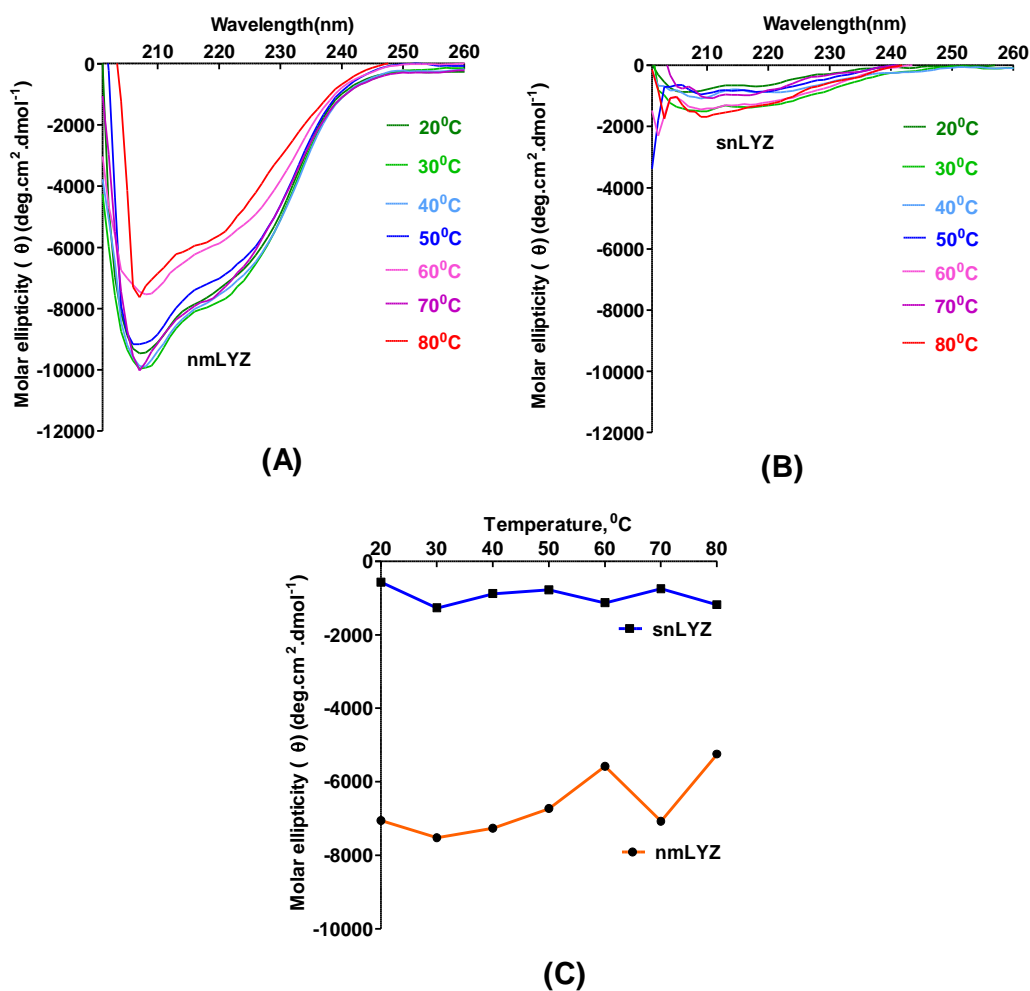 Wavelength(nm)
210 220 230 240 250 260
0
-2000
-4000
-6000
-8000
-10000
-12000
Molar ellipticity ( θ) (deg.cm².dmol⁻¹)
20⁰C
30⁰C
40⁰C
50⁰C
60⁰C
70⁰C
80⁰C
nmLYZ
(A)
Wavelength(nm)
210 220 230 240 250 260
0
-2000
-4000
-6000
-8000
-10000
-12000
Molar ellipticity ( θ) (deg.cm².dmol⁻¹)
snLYZ
20⁰C
30⁰C
40⁰C
50⁰C
60⁰C
70⁰C
80⁰C
(B)
Temperature,⁰C
20 30 40 50 60 70 80
0
-2000
-4000
-6000
-8000
-10000
Molar ellipticity ( θ) (deg.cm².dmol⁻¹)
snLYZ
nmLYZ
(C)